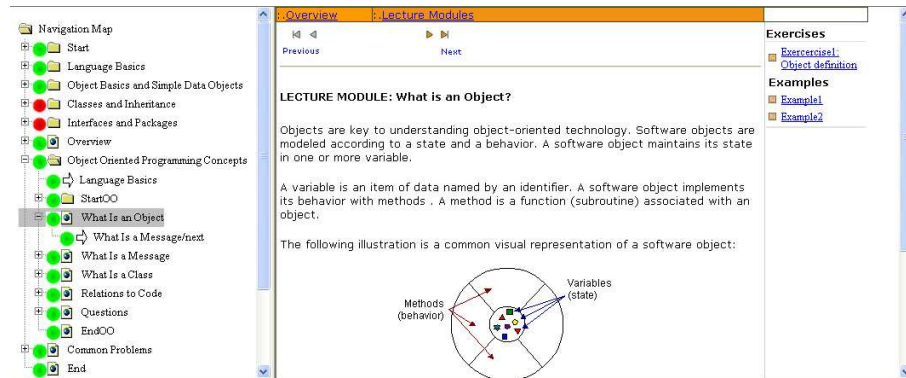 Navigation Map
Start
Language Basics
Object Basics and Simple Data Objects
Classes and Inheritance
Interfaces and Packages
Overview
Object Oriented Programming Concepts
Language Basics
StartOO
What Is an Object
What Is a Message/next
What Is a Message
What Is a Class
Relations to Code
Questions
EndOO
Common Problems
End
:.Overview :.Lecture Modules
Previous Next
LECTURE MODULE: What is an Object?
Objects are key to understanding object-oriented technology. Software objects are
modeled according to a state and a behavior. A software object maintains its state
in one or more variable.
A variable is an item of data named by an identifier. A software object implements
its behavior with methods . A method is a function (subroutine) associated with an
object.
The following illustration is a common visual representation of a software object:
Methods
(behavior)
Variables
(state)
Exercises
Exercercise1:
Object definition
Examples
Example1
Example2